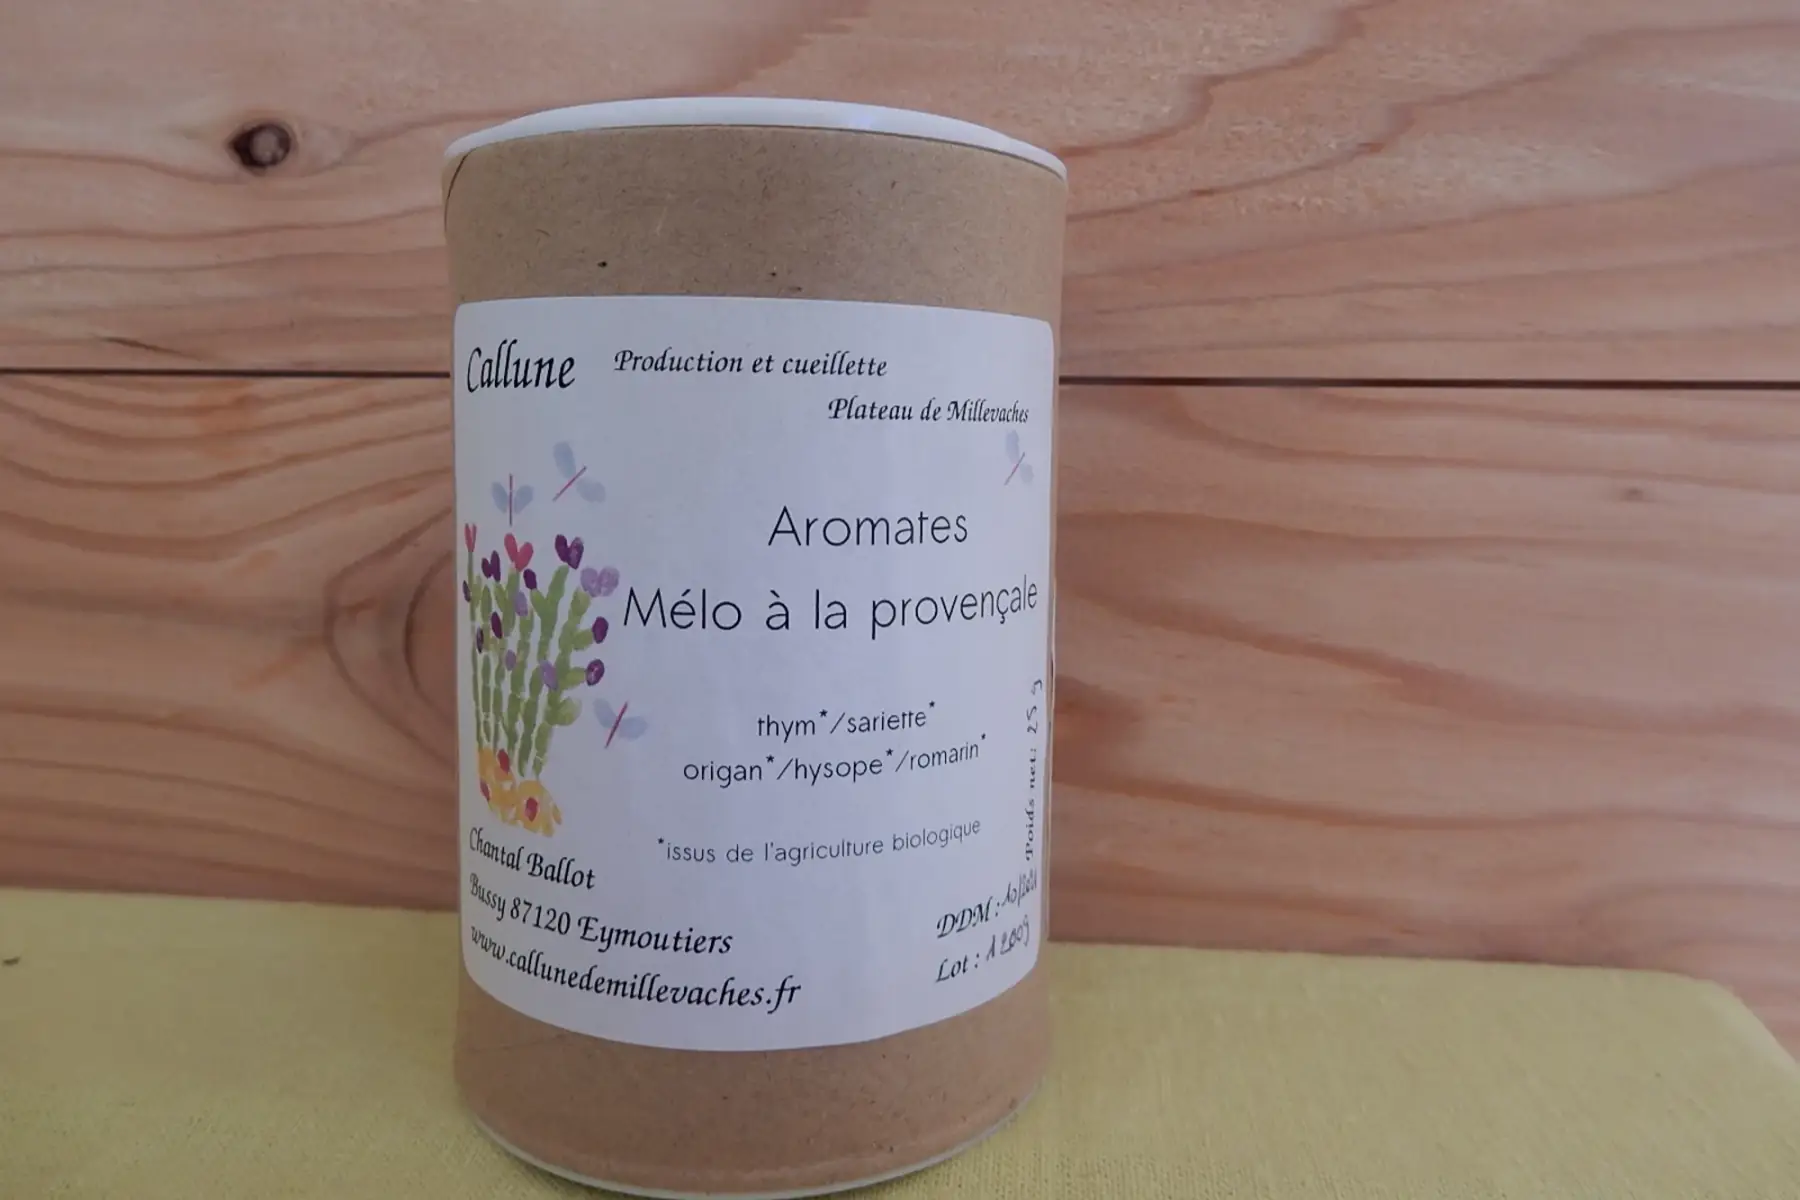 Callune
Production et cueillette
Plateau de Millevaches
Aromates
Mélo à la provençale
thym*/sariette*
origan*/hysope*/romarin*
*issus de l'agriculture biologique
Poids net: 25 g
Chantal Ballot
Bussy 87120 Eymoutiers
www.callunedemillevaches.fr
DDM :
Lot :